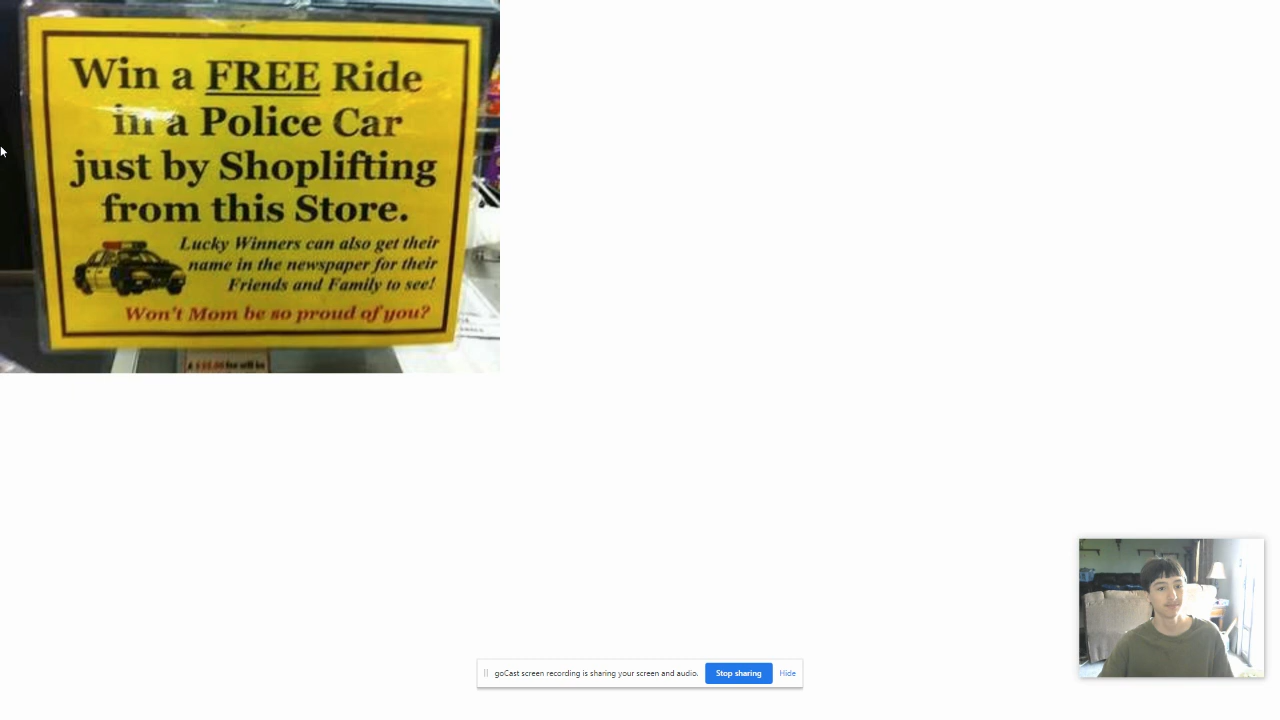 Win a FREE Ride
in a Police Car
just by Shoplifting
from this Store.
Lucky Winners can also get their
name in the newspaper for their
Friends and Family to see!
Won't Mom be so proud of you?
goCast screen recording is sharing your screen and audio.
Stop sharing
Hide